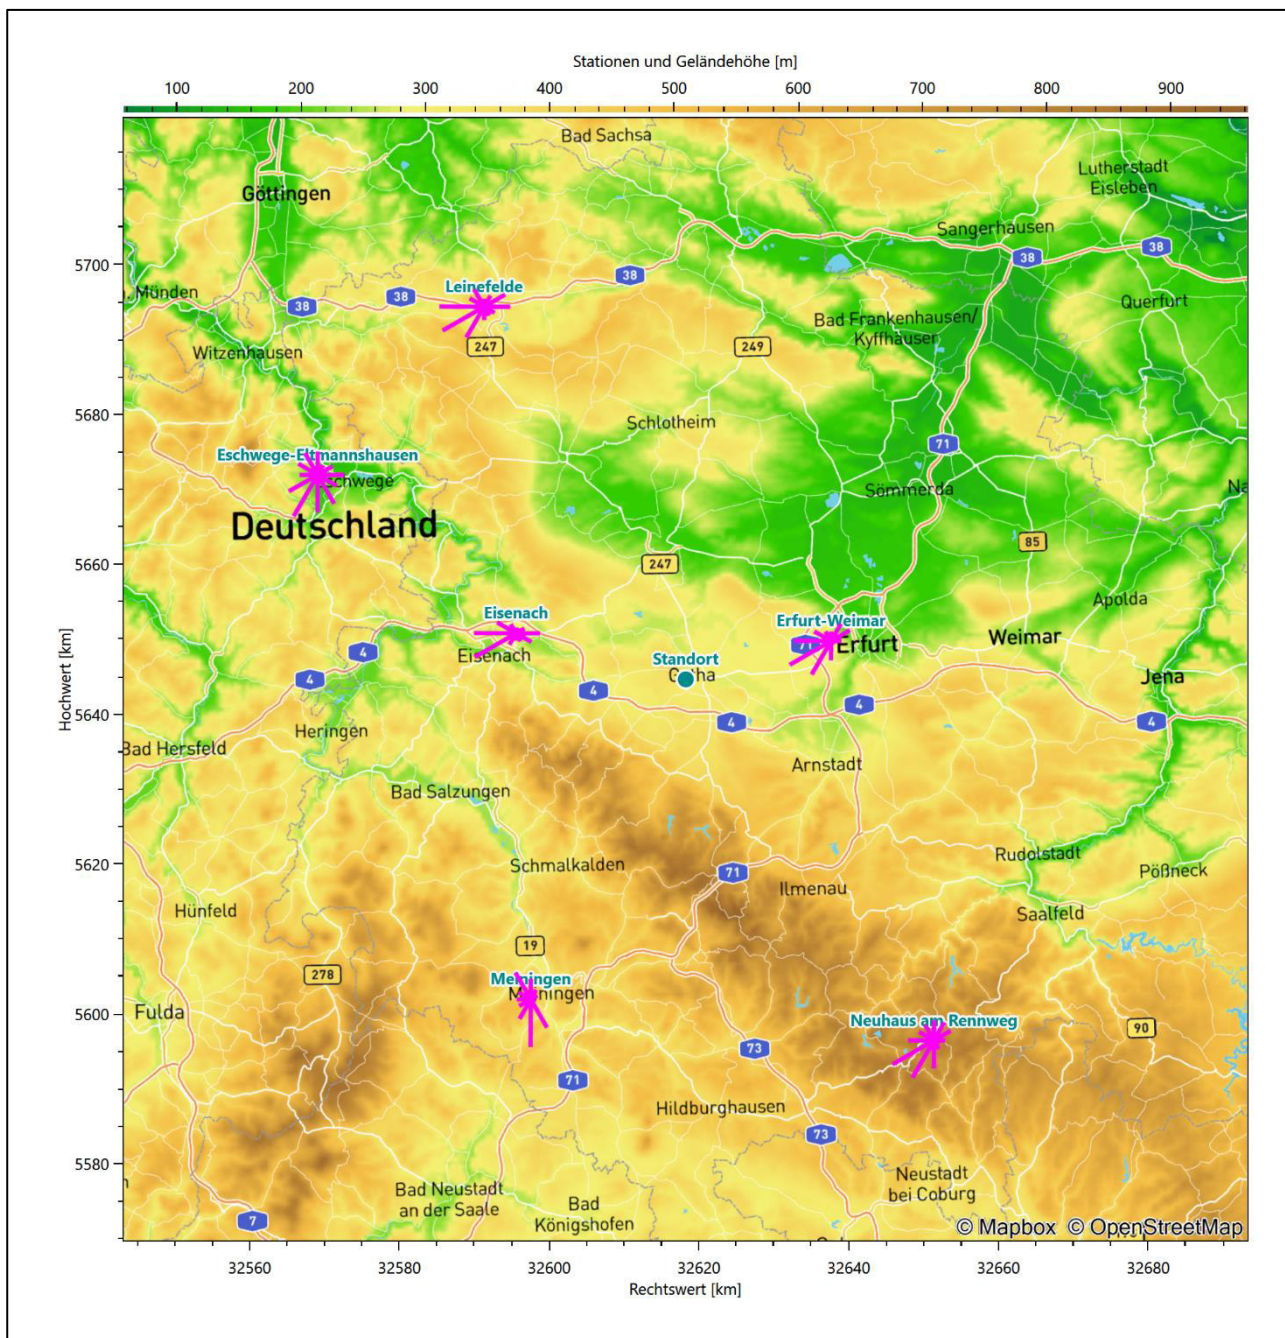 Stationen und Geländehöhe [m]
100 200 300 400 500 600 700 800 900
Bad Sachsa
Lutherstadt
Eisleben
Göttingen
Sangerhausen
38
38
5700
Münden
38
38
38
Leinefelde
Querfurt
Bad Frankenhausen/
Kyffhäuser
Witzenhausen
247
249
5680
Schlotheim
71
Eschwege-Eltmannshausen
Sömmerda
Na
Deutschland
85
5660
247
Apolda
Eisenach
Erfurt-Weimar
Weimar
71
Erfurt
4
Eisenach
Standort
4
4
Jena
Hochwert [km]
5640
4
4
4
Heringen
Bad Hersfeld
Arnstadt
Bad Salzungen
5620
Schmalkalden
71
Rudolstadt
Pößneck
Ilmenau
Hünfeld
Saalfeld
19
278
Meiningen
5600
Fulda
Meiningen
Neuhaus am Rennweg
90
73
71
Hildburghausen
73
5580
Neustadt
bei Coburg
Bad Neustadt
an der Saale
Bad
Königshofen
7
© Mapbox © OpenStreetMap
32560 32580 32600 32620 32640 32660 32680
Rechtswert [km]